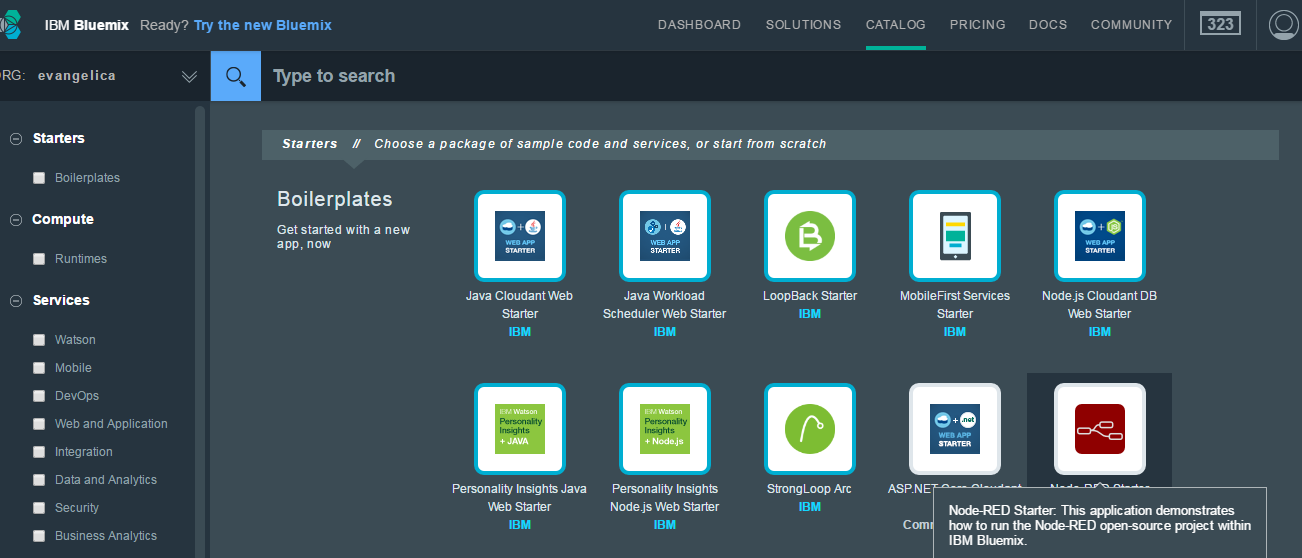 IBM Bluemix Ready? Try the new Bluemix DASHBOARD SOLUTIONS CATALOG PRICING DOCS COMMUNITY 323
RG: evangelica Type to search
Starters
Boilerplates
Compute
Runtimes
Services
Watson
Mobile
DevOps
Web and Application
Integration
Data and Analytics
Security
Business Analytics
Starters // Choose a package of sample code and services, or start from scratch
Boilerplates
Get started with a new
app, now
WEB APP
STARTER
Java Cloudant Web
Starter
IBM
WEB APP
STARTER
Java Workload
Scheduler Web Starter
IBM
LoopBack Starter
IBM
MobileFirst Services
Starter
IBM
WEB APP
STARTER
Node.js Cloudant DB
Web Starter
IBM
IBM Watson
Personality
Insights
+ JAVA
Personality Insights Java
Web Starter
IBM
IBM Watson
Personality
Insights
+ Node.js
Personality Insights
Node.js Web Starter
IBM
StrongLoop Arc
IBM
.net
WEB APP
STARTER
ASP.NET Core Cloudant
Comm
Node-RED Starter
Node-RED Starter: This application demonstrates
how to run the Node-RED open-source project within
IBM Bluemix.